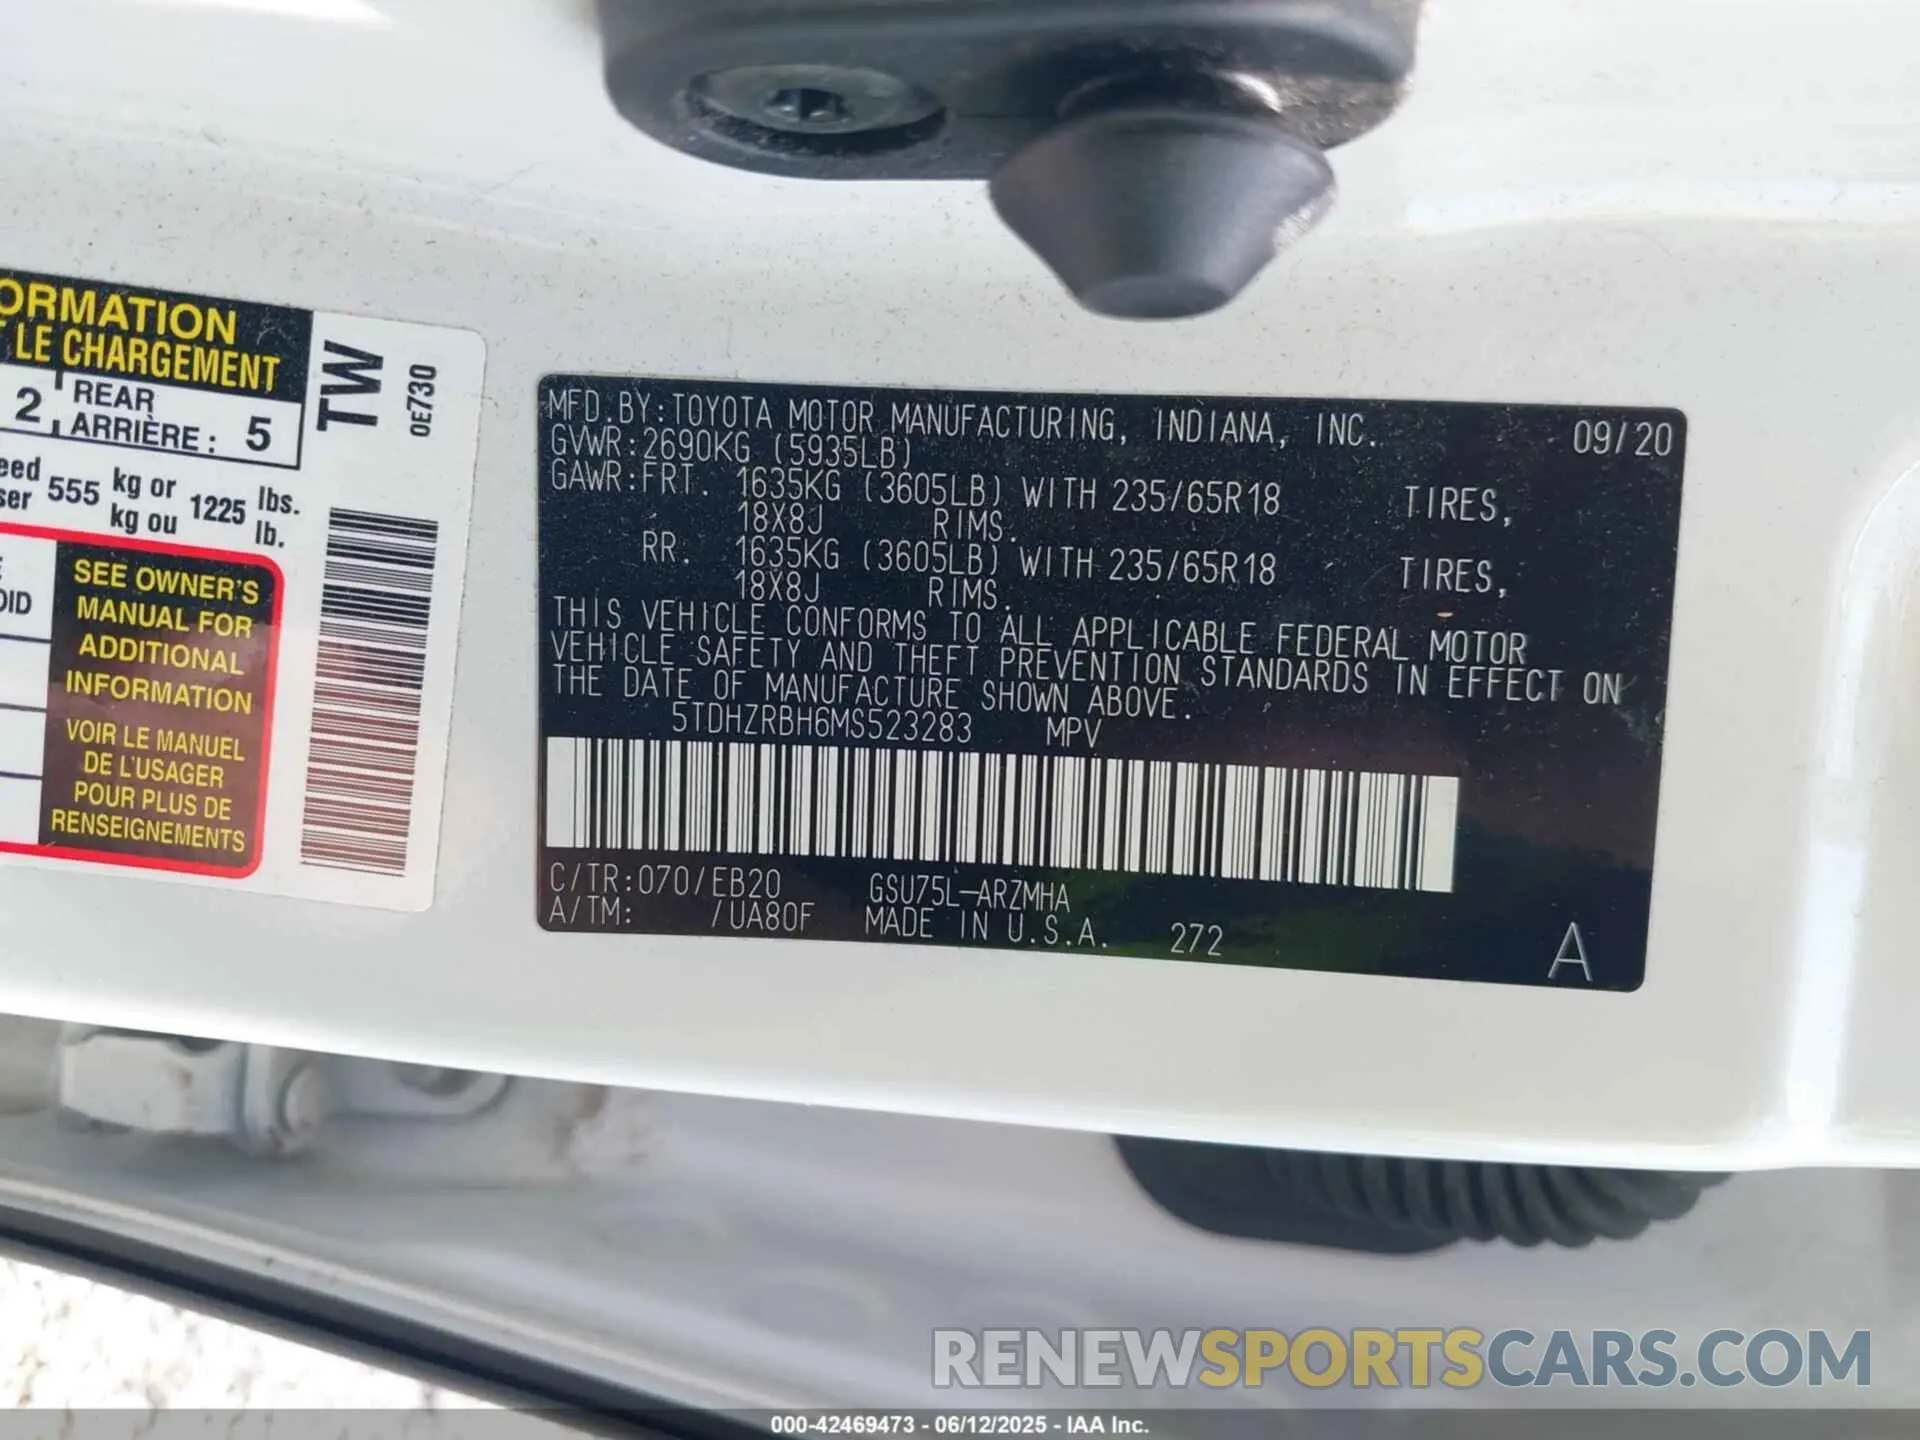 ORMATION
LE CHARGEMENT
2 REAR
ARRIÈRE : 5
555 kg or 1225 lbs.
kg ou lb.
TW
0E730
SEE OWNER'S
MANUAL FOR
ADDITIONAL
INFORMATION
VOIR LE MANUEL
DE L'USAGER
POUR PLUS DE
RENSEIGNEMENTS
MFD.BY:TOYOTA MOTOR MANUFACTURING, INDIANA, INC. 09/20
GVWR:2690KG (5935LB)
GAWR:FRT. 1635KG (3605LB) WITH 235/65R18 TIRES,
18X8J RIMS.
RR. 1635KG (3605LB) WITH 235/65R18 TIRES,
18X8J RIMS.
THIS VEHICLE CONFORMS TO ALL APPLICABLE FEDERAL MOTOR
VEHICLE SAFETY AND THEFT PREVENTION STANDARDS IN EFFECT ON
THE DATE OF MANUFACTURE SHOWN ABOVE.
5TDHZRBH6MS523283 MPV
C/TR:070/EB20 GSU75L-ARZMHA
A/TM: /UA80F MADE IN U.S.A. 272 A
RENEWSPORTSCARS.COM
000-42469473 - 06/12/2025 - IAA Inc.